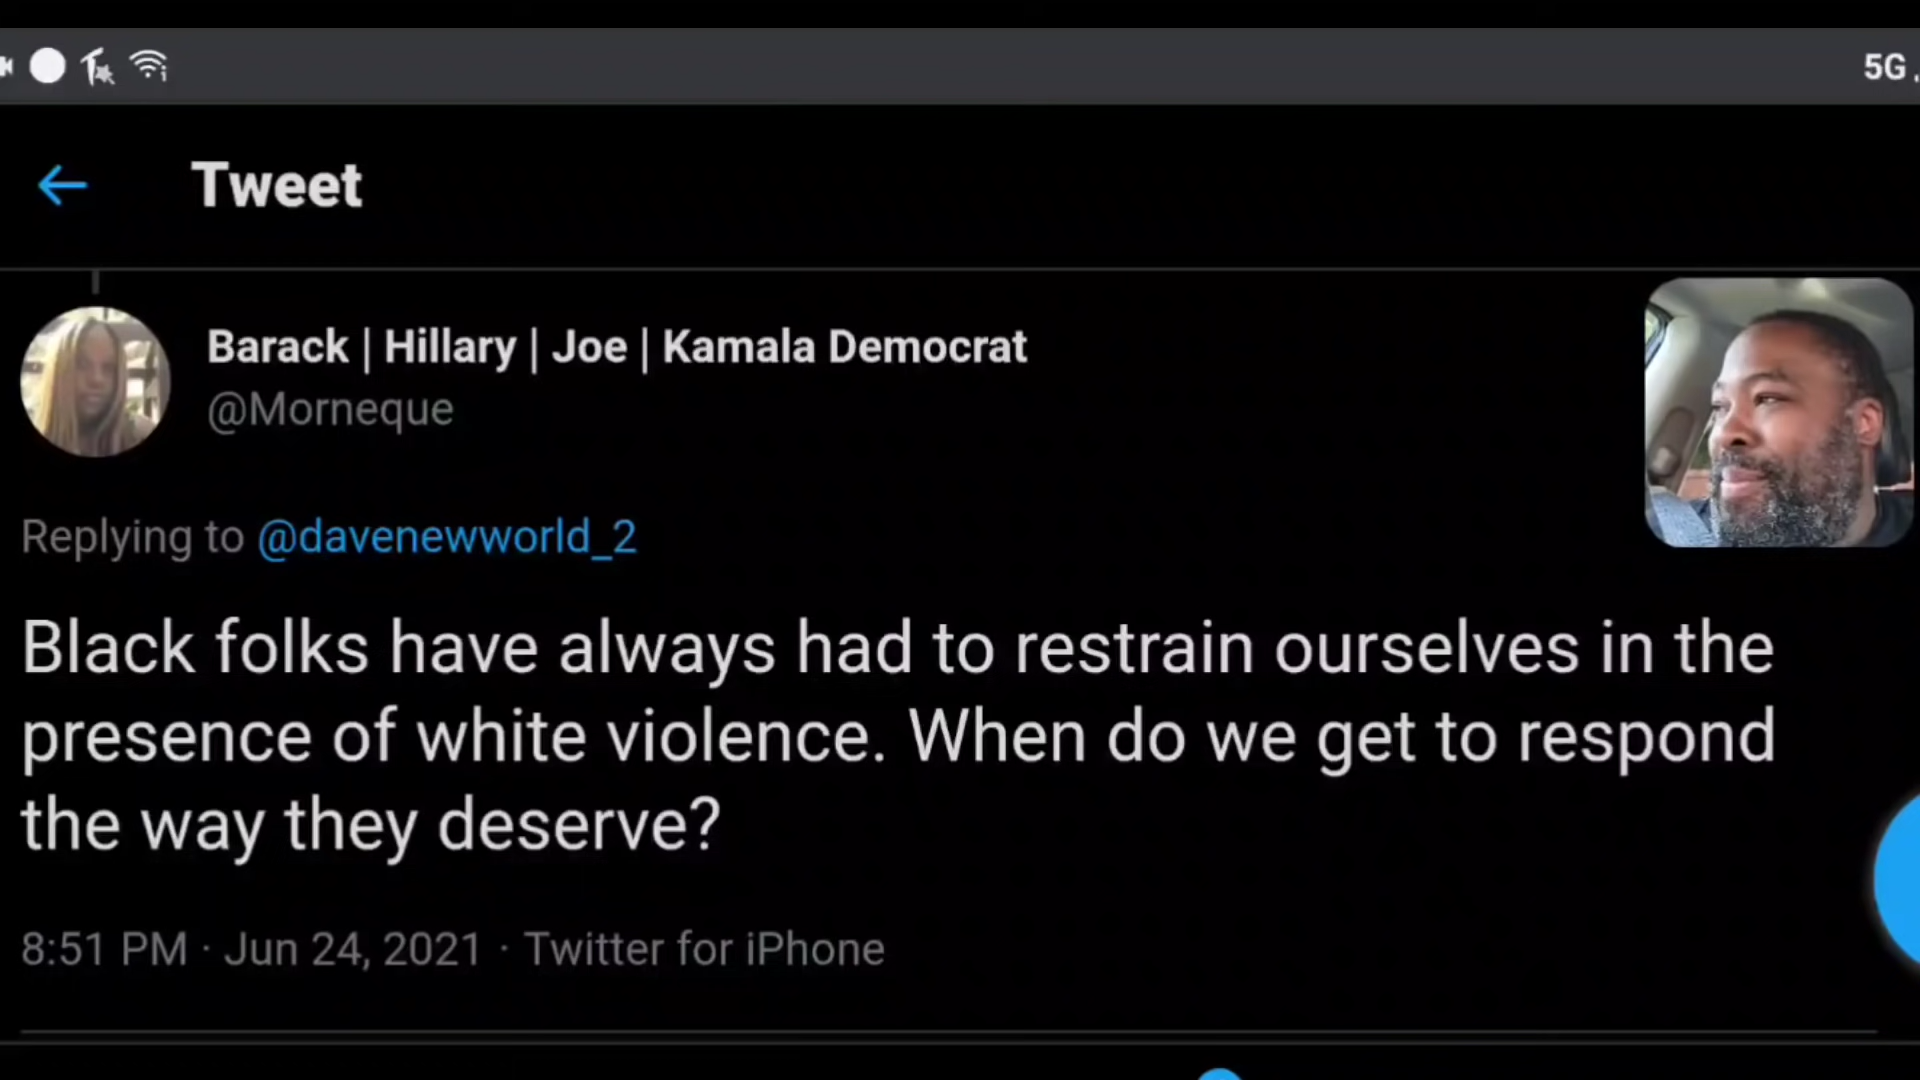 5G
Tweet
Barack | Hillary | Joe | Kamala Democrat
@Morneque
Replying to @davenewworld_2
Black folks have always had to restrain ourselves in the
presence of white violence. When do we get to respond
the way they deserve?
8:51 PM · Jun 24, 2021 · Twitter for iPhone